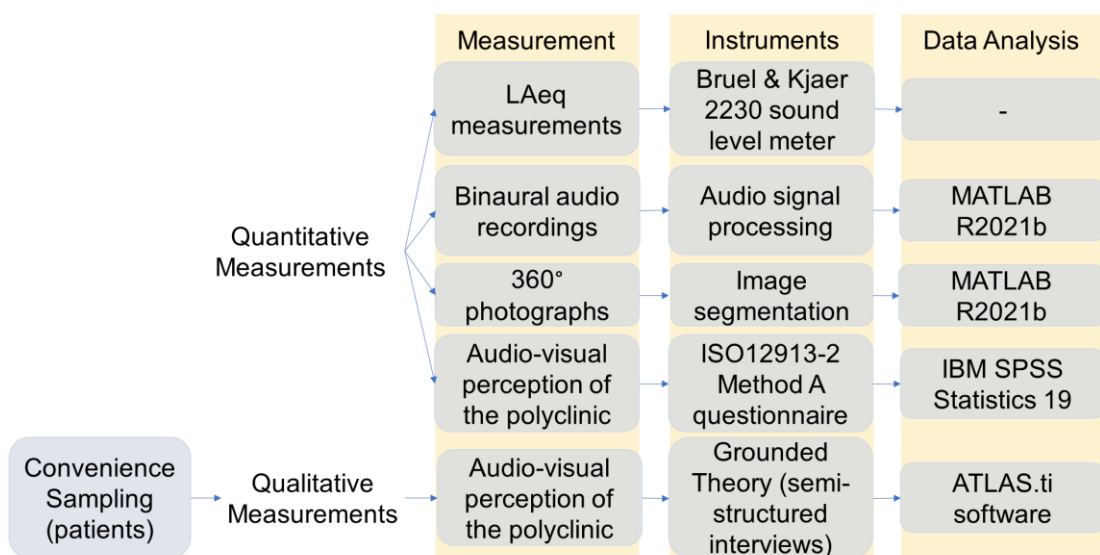 Measurement
Instruments
Data Analysis
LAeq
measurements
Bruel & Kjaer
2230 sound
level meter
-
Quantitative
Measurements
Binaural audio
recordings
Audio signal
processing
MATLAB
R2021b
360°
photographs
Image
segmentation
MATLAB
R2021b
Audio-visual
perception of
the polyclinic
ISO12913-2
Method A
questionnaire
IBM SPSS
Statistics 19
Convenience
Sampling
(patients)
Qualitative
Measurements
Audio-visual
perception of
the polyclinic
Grounded
Theory (semi-
structured
interviews)
ATLAS.ti
software